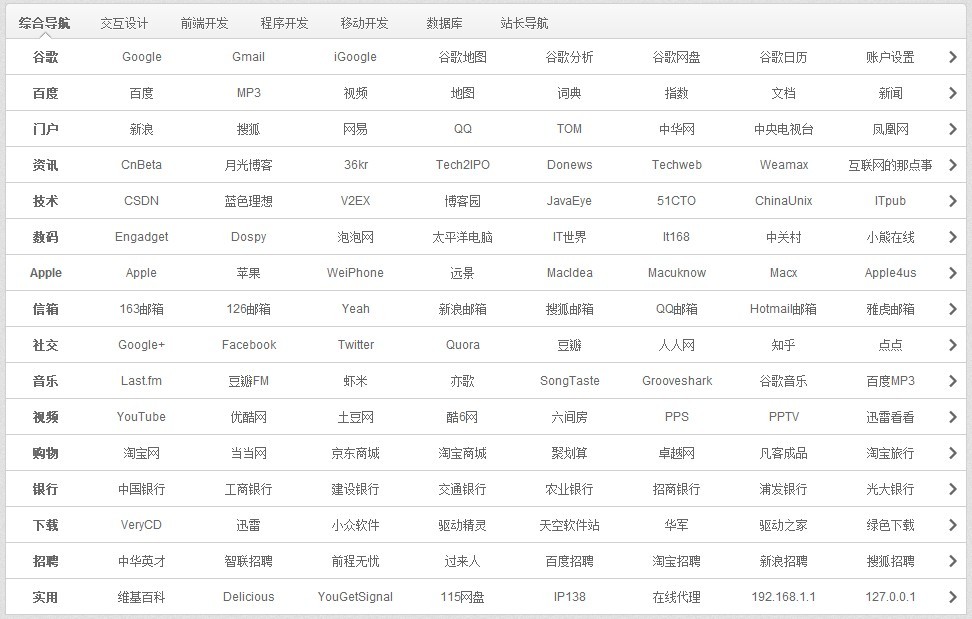 综合导航 交互设计 前端开发 程序开发 移动开发 数据库 站长导航
谷歌 Google Gmail iGoogle 谷歌地图 谷歌分析 谷歌网盘 谷歌日历 账户设置
百度 百度 MP3 视频 地图 词典 指数 文档 新闻
门户 新浪 搜狐 网易 QQ TOM 中华网 中央电视台 凤凰网
资讯 CnBeta 月光博客 36kr Tech2IPO Donews Techweb Weamax 互联网的那点事
技术 CSDN 蓝色理想 V2EX 博客园 JavaEye 51CTO ChinaUnix ITpub
数码 Engadget Dospy 泡泡网 太平洋电脑 IT世界 It168 中关村 小熊在线
Apple Apple 苹果 WeiPhone 远景 MacIdea Macuknow Macx Apple4us
信箱 163邮箱 126邮箱 Yeah 新浪邮箱 搜狐邮箱 QQ邮箱 Hotmail邮箱 雅虎邮箱
社交 Google+ Facebook Twitter Quora 豆瓣 人人网 知乎 点点
音乐 Last.fm 豆瓣FM 虾米 亦歌 SongTaste Grooveshark 谷歌音乐 百度MP3
视频 YouTube 优酷网 土豆网 酷6网 六间房 PPS PPTV 迅雷看看
购物 淘宝网 当当网 京东商城 淘宝商城 聚划算 卓越网 凡客成品 淘宝旅行
银行 中国银行 工商银行 建设银行 交通银行 农业银行 招商银行 浦发银行 光大银行
下载 VeryCD 迅雷 小众软件 驱动精灵 天空软件站 华军 驱动之家 绿色下载
招聘 中华英才 智联招聘 前程无忧 过来人 百度招聘 淘宝招聘 新浪招聘 搜狐招聘
实用 维基百科 Delicious YouGetSignal 115网盘 IP138 在线代理 192.168.1.1 127.0.0.1